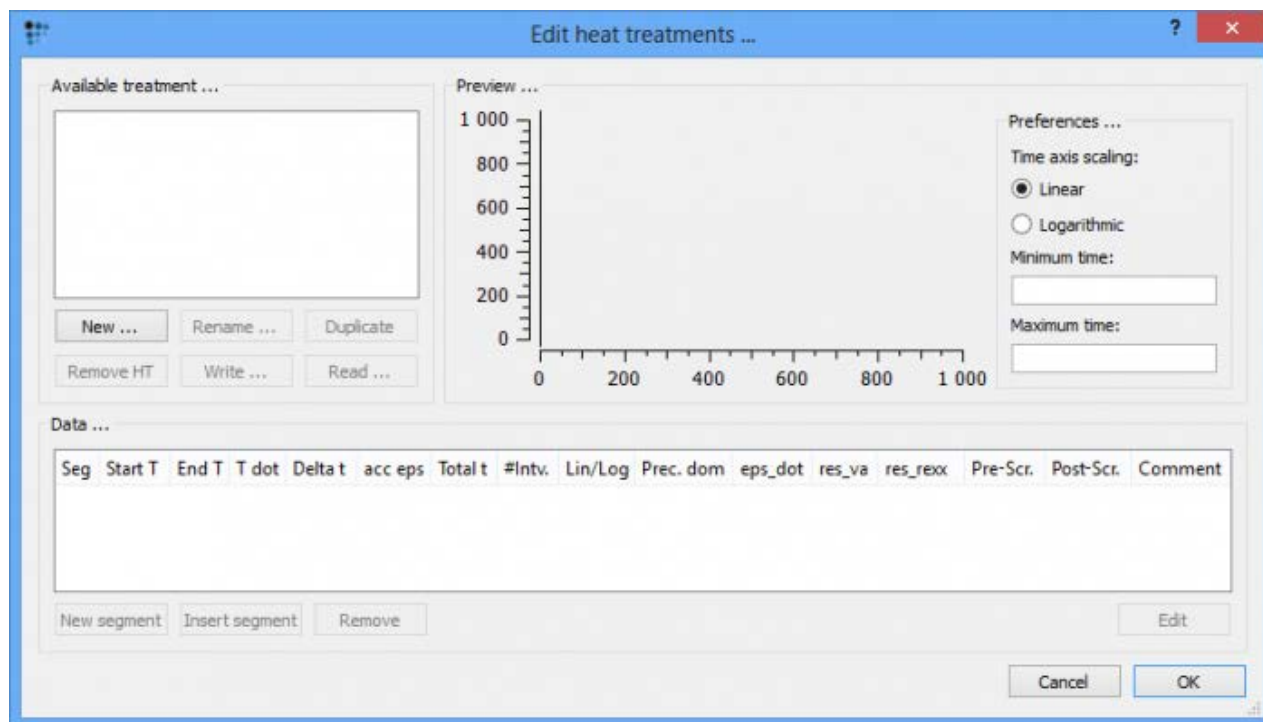 Edit heat treatments ...
?
Available treatment ...
New ... Rename ... Duplicate
Remove HT Write ... Read ...
Preview ...
1 000
800
600
400
200
0
0 200 400 600 800 1 000
Preferences ...
Time axis scaling:
Linear
Logarithmic
Minimum time:
Maximum time:
Data ...
Seg Start T End T T dot Delta t acc eps Total t #Intv. Lin/Log Prec. dom eps_dot res_va res_rexx Pre-Scr. Post-Scr. Comment
New segment Insert segment Remove Edit
Cancel OK